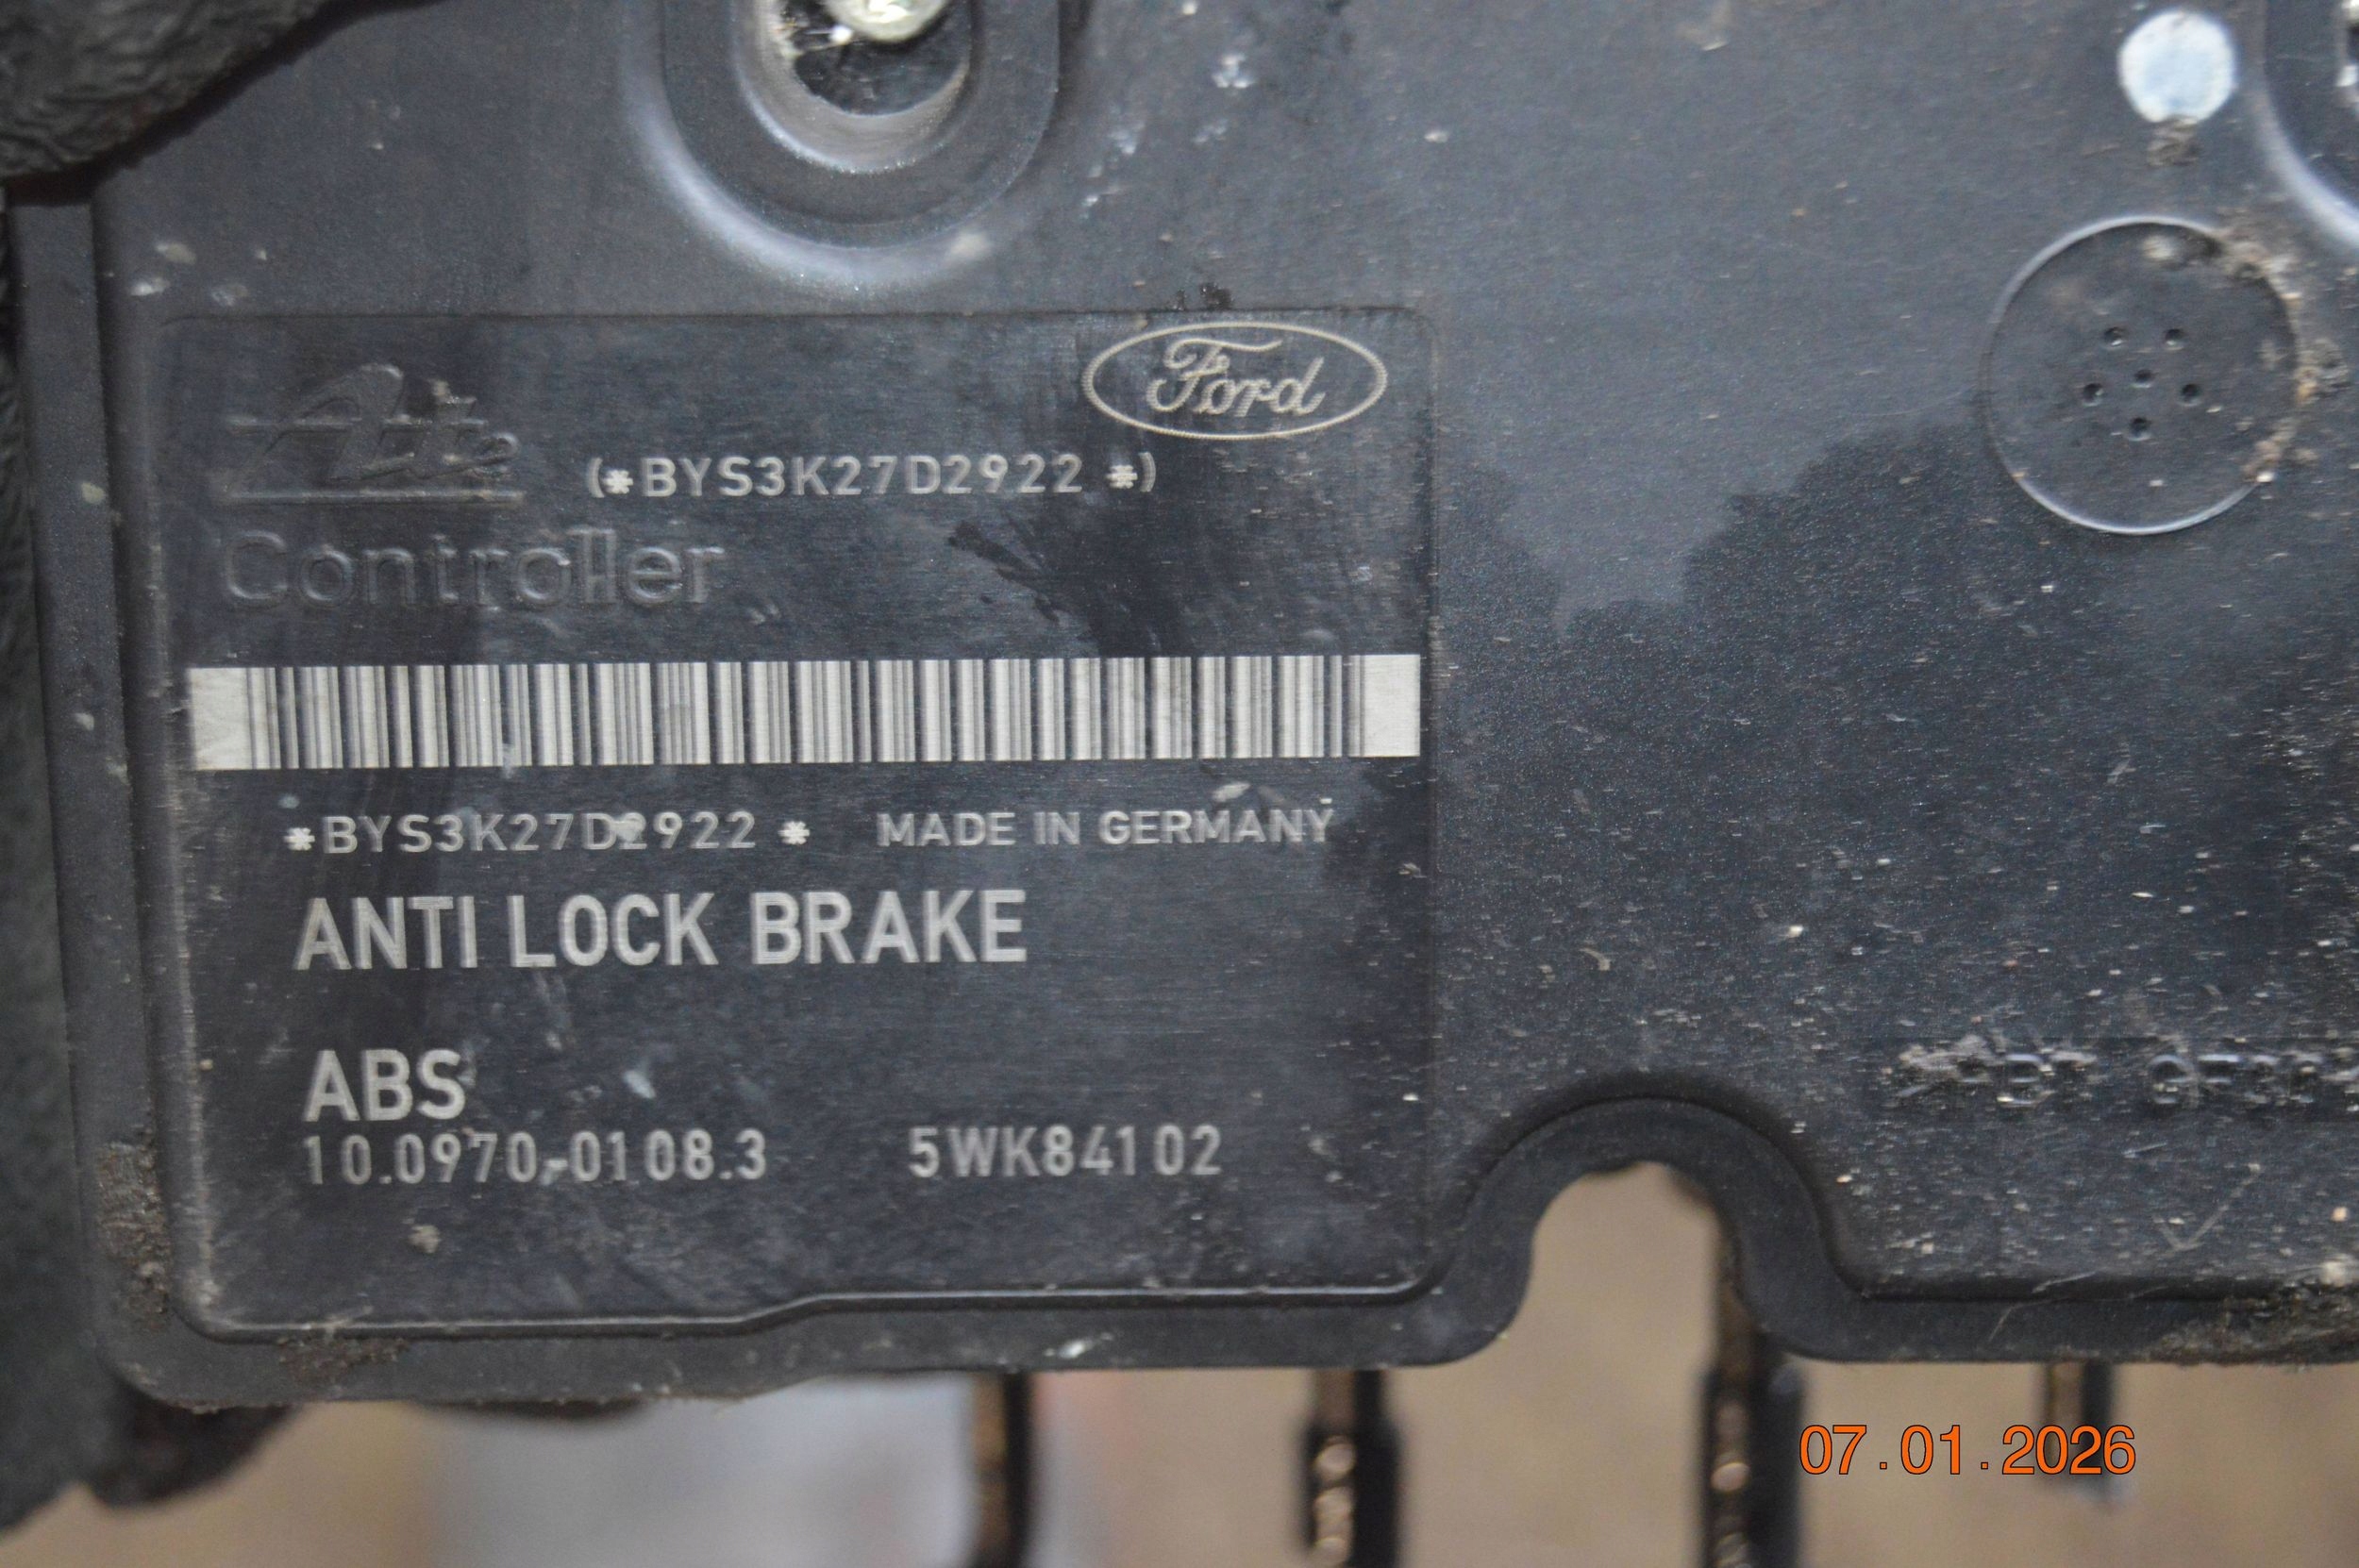 Ford
Ate
(*BYS3K27D2922 *)
Controller
*BYS3K27D2922 * MADE IN GERMANY
ANTI LOCK BRAKE
ABS
10.0970-0108.3 5WK84102
07.01.2026